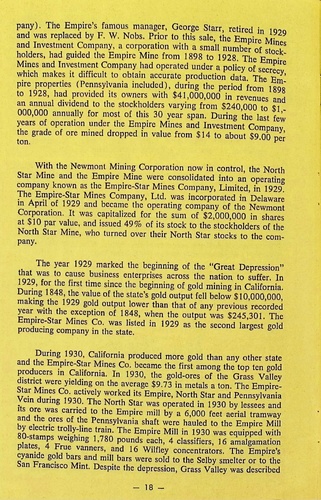 pany). The Empire's famous manager, George Starr, retired in 1929
and was replaced by F. W. Nobs. Prior to this sale, the Empire Mines
and Investment Company, a corporation with a small number of stock-
holders, had guided the Empire Mine from 1898 to 1928. The Empire
Mines and Investment Company had operated under a policy of secrecy,
which makes it difficult to obtain accurate production data. The Em-
pire properties (Pennsylvania included), during the period from 1898
to 1928, had provided its owners with $41,000,000 in revenues and
an annual dividend to the stockholders varying from $240,000 to $1,-
000,000 annually for most of this 30 year span. During the last few
years of operation under the Empire Mines and Investment Company,
the grade of ore mined dropped in value from $14 to about $9.00 per
ton.
With the Newmont Mining Corporation now in control, the North
Star Mine and the Empire Mine were consolidated into an operating
company known as the Empire-Star Mines Company, Limited, in 1929.
The Empire-Star Mines Company, Ltd. was incorporated in Delaware
in April of 1929 and became the operating company of the Newmont
Corporation. It was capitalized for the sum of $2,000,000 in shares
at $10 par value, and issued 49% of its stock to the stockholders of the
North Star Mine, who turned over their North Star stocks to the com-
pany.
The year 1929 marked the beginning of the "Great Depression"
that was to cause business enterprises across the nation to suffer. In
1929, for the first time since the beginning of gold mining in California.
During 1848, the value of the state's gold output fell below $10,000,000,
making the 1929 gold output lower than that of any previous recorded
year with the exception of 1848, when the output was $245,301. The
Empire-Star Mines Co. was listed in 1929 as the second largest gold
producing company in the state.
During 1930, California produced more gold than any other state
and the Empire-Star Mines Co. became the first among the top ten gold
producers in California. In 1930, the gold-ores of the Grass Valley
district were yielding on the average $9.73 in metals a ton. The Empire-
Star Mines Co. actively worked its Empire, North Star and Pennsylvania
Vein during 1930. The North Star was operated in 1930 by lessees and
its ore was carried to the Empire mill by a 6,000 feet aerial tramway
and the ores of the Pennsylvania shaft were hauled to the Empire Mill
by electric trolly-line train. The Empire Mill in 1930 was equipped with
80-stamps weighing 1,780 pounds each, 4 classifiers, 16 amalgamation
plates, 4 Frue vanners, and 16 Wiffley concentrators. The Empire's
cyanide gold bars and mill bars were sold to the Selby smelter or to the
San Francisco Mint. Despite the depression, Grass Valley was described
— 18 —